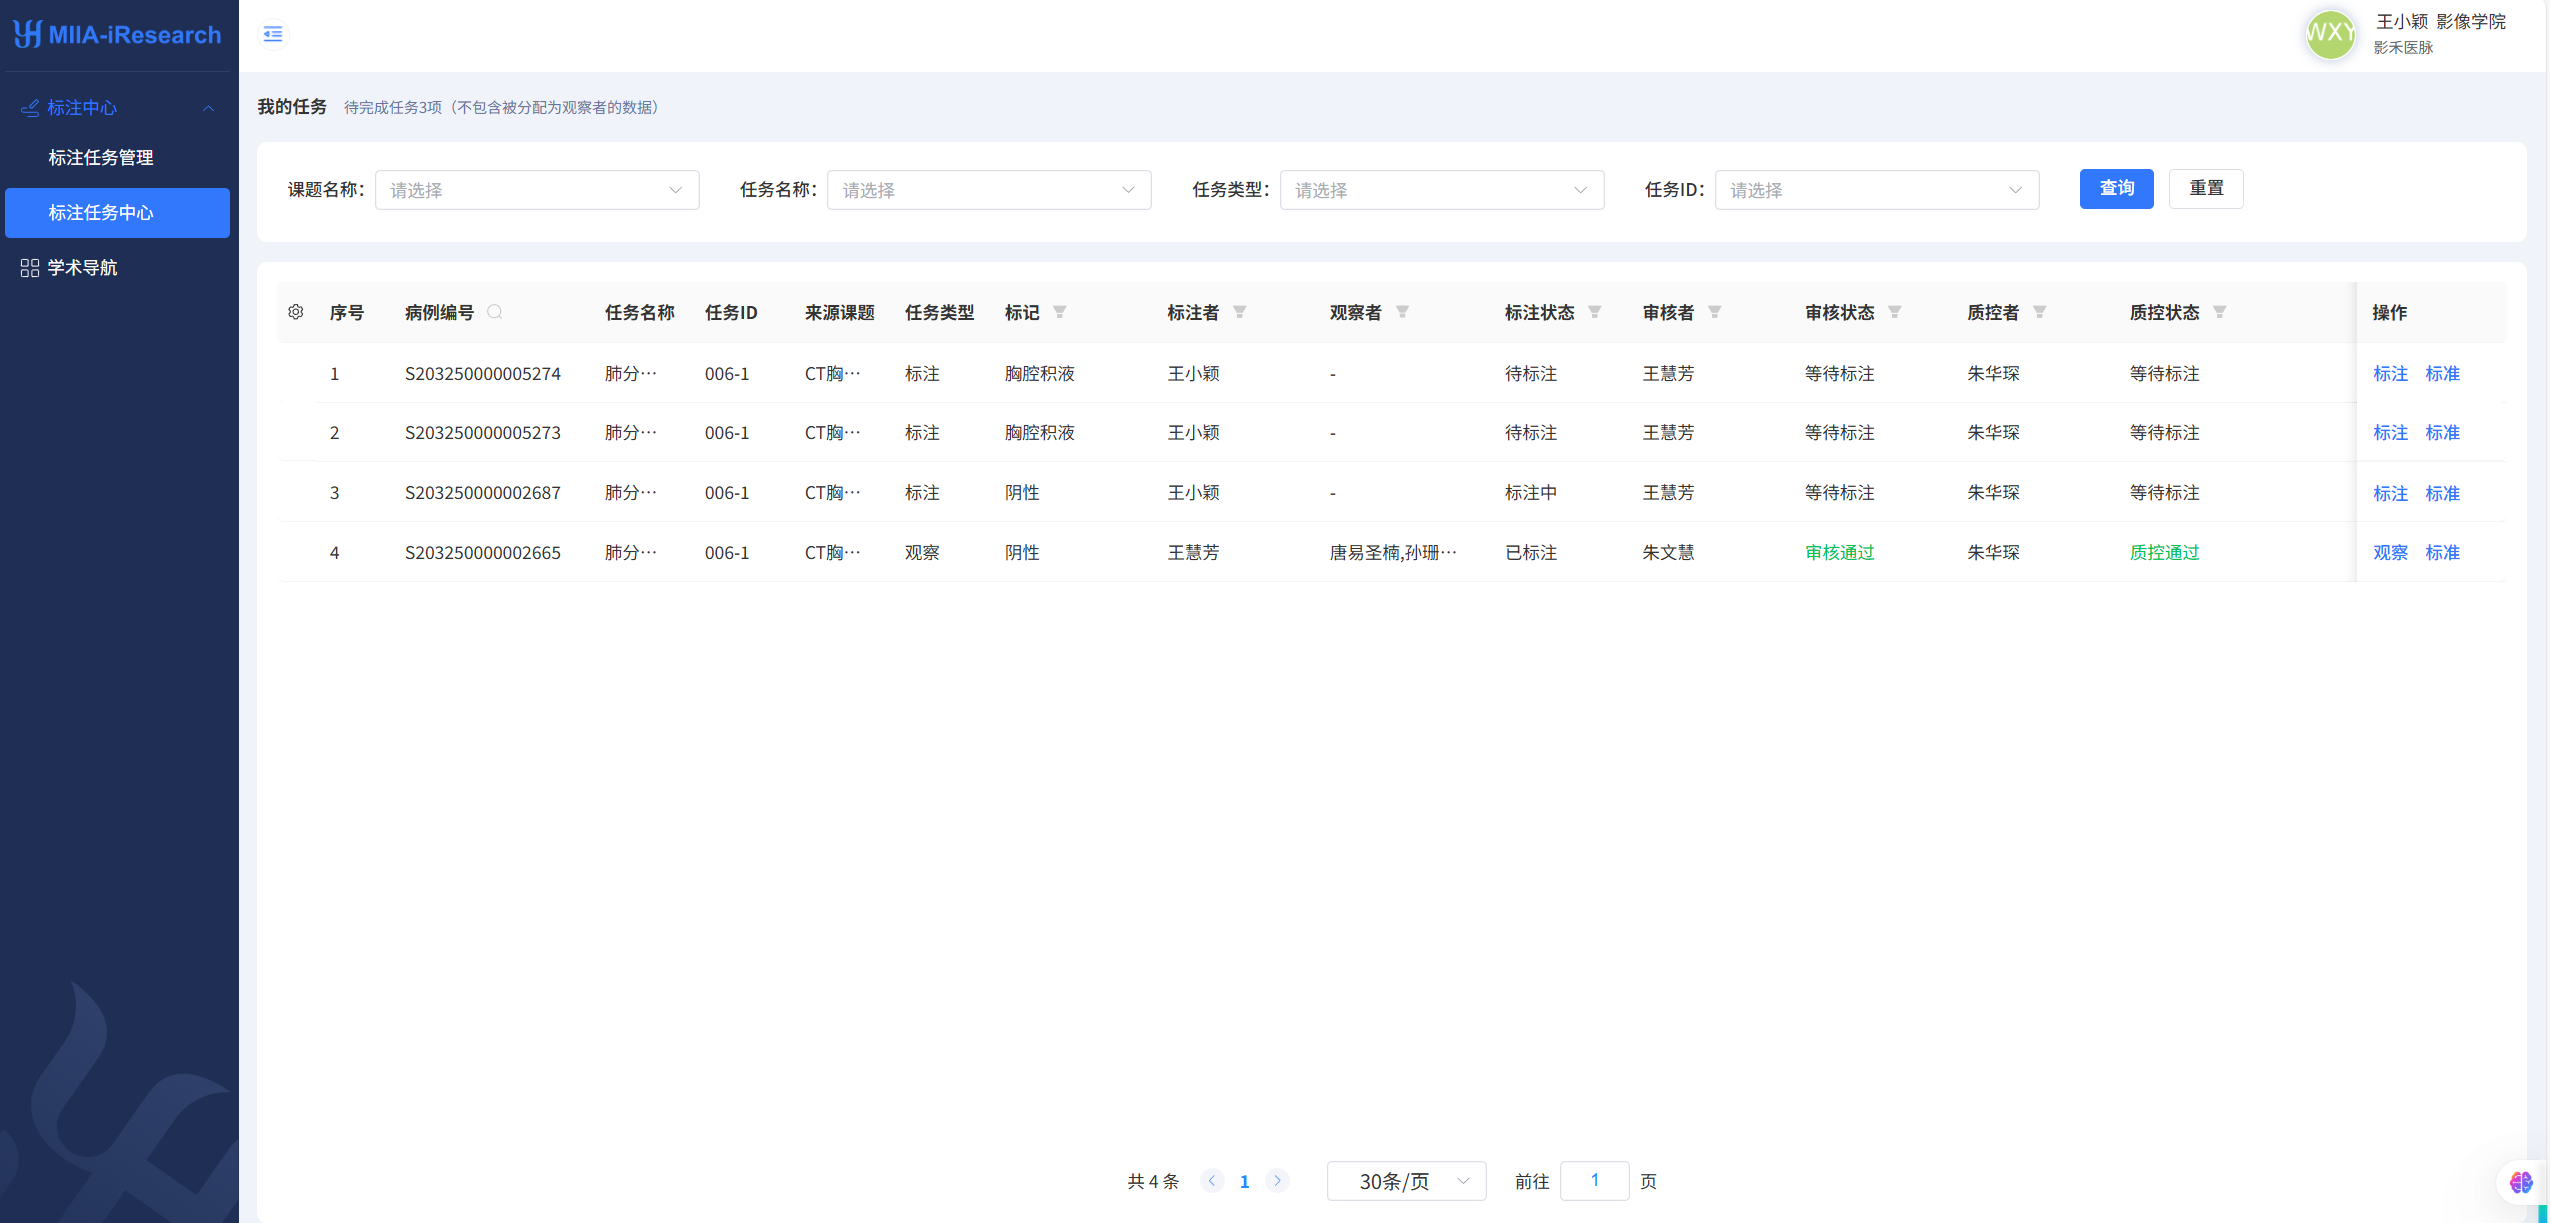 MIIA-iResearch
标注中心
标注任务管理
标注任务中心
学术导航
WXY
王小颖 影像学院
影禾医脉
我的任务 待完成任务3项（不包含被分配为观察者的数据）
课题名称： 请选择 任务名称： 请选择 任务类型： 请选择 任务ID： 请选择 查询 重置
序号 病例编号 任务名称 任务ID 来源课题 任务类型 标记 标注者 观察者 标注状态 审核者 审核状态 质控者 质控状态 操作
1 S203250000005274 肺分… 006-1 CT胸… 标注 胸腔积液 王小颖 - 待标注 王慧芳 等待标注 朱华琛 等待标注 标注 标准
2 S203250000005273 肺分… 006-1 CT胸… 标注 胸腔积液 王小颖 - 待标注 王慧芳 等待标注 朱华琛 等待标注 标注 标准
3 S203250000002687 肺分… 006-1 CT胸… 标注 阴性 王小颖 - 标注中 王慧芳 等待标注 朱华琛 等待标注 标注 标准
4 S203250000002665 肺分… 006-1 CT胸… 观察 阴性 王慧芳 唐易圣楠,孙珊… 已标注 朱文慧 审核通过 朱华琛 质控通过 观察 标准
共 4 条 1 30条/页 前往 1 页